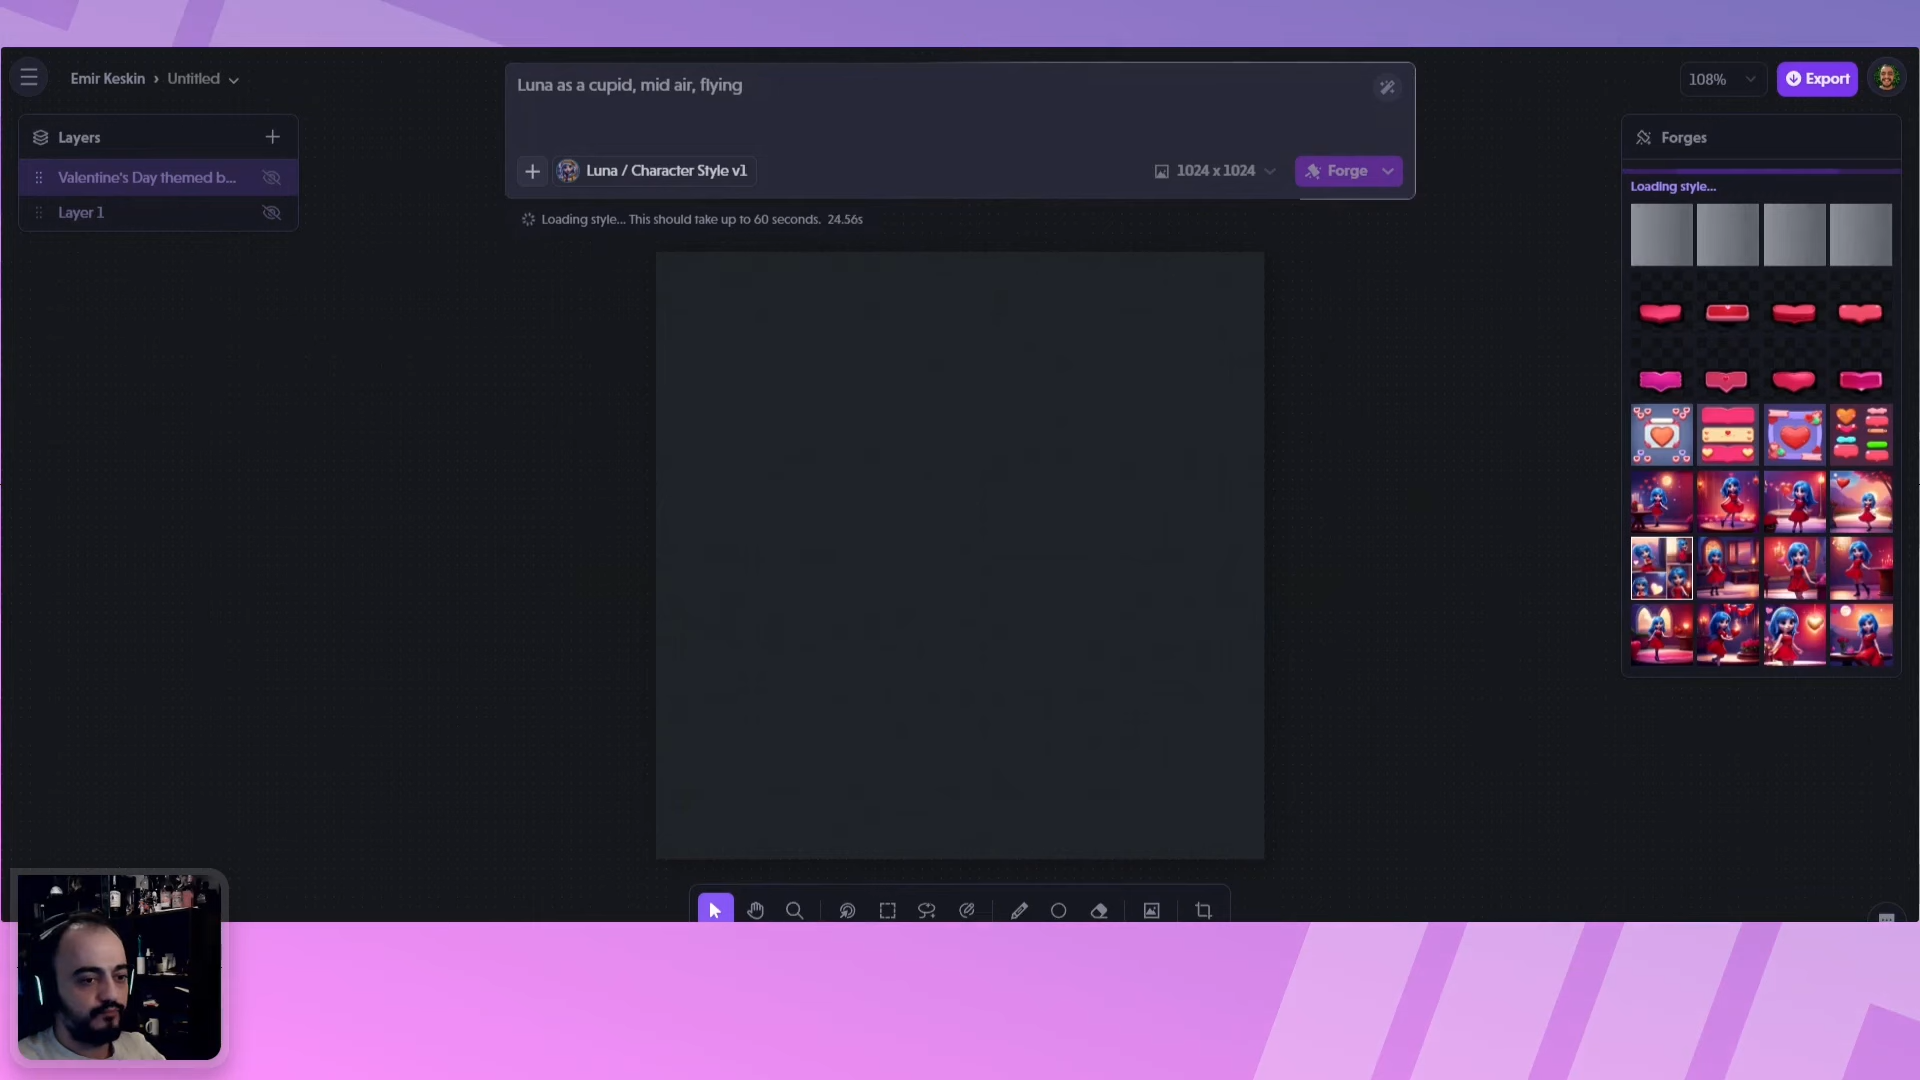 Emir Keskin › Untitled
Luna as a cupid, mid air, flying
108%
Export
Layers
Valentine's Day themed b...
Layer 1
Luna / Character Style v1
1024 x 1024
Forge
Loading style... This should take up to 60 seconds. 24.56s
Forges
Loading style...